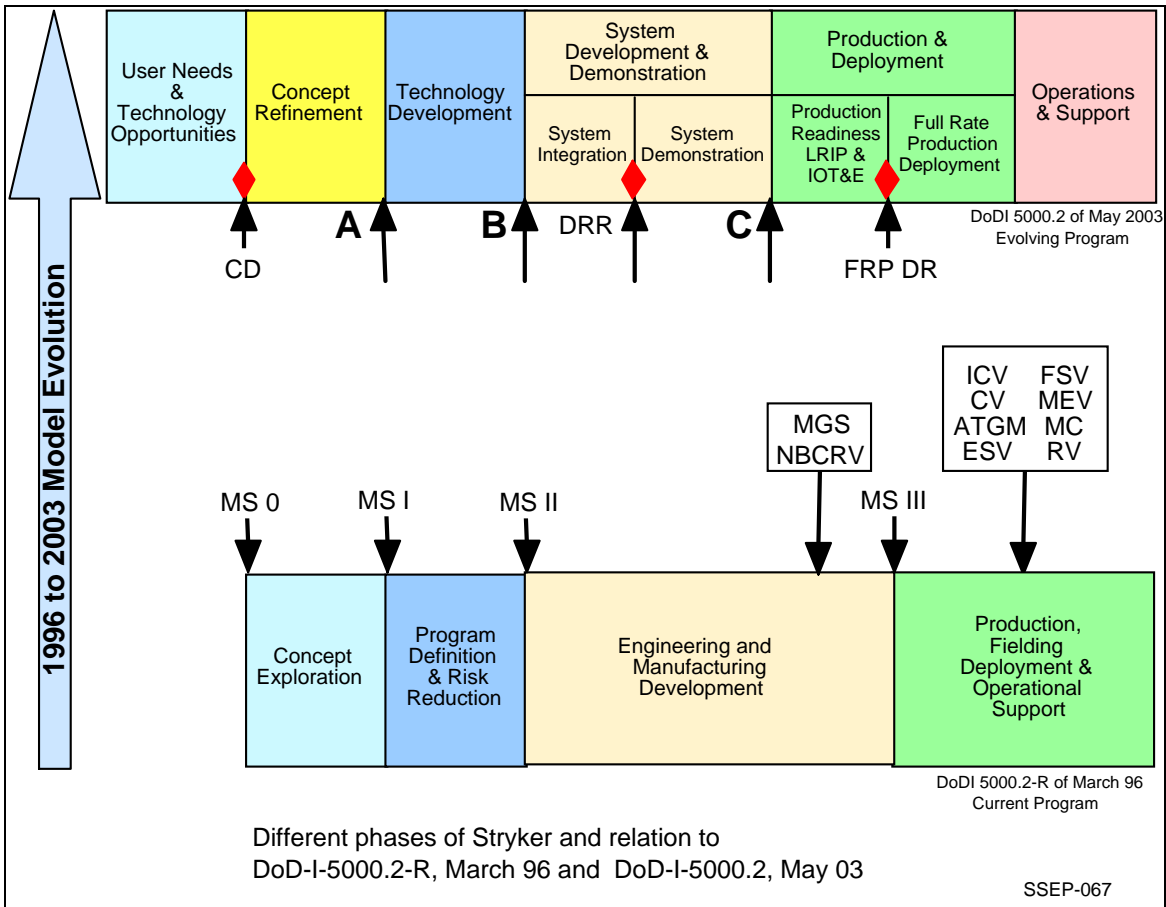 User Needs
&
Technology
Opportunities
Concept
Refinement
Technology
Development
System
Development &
Demonstration
System
Integration
System
Demonstration
Production &
Deployment
Production
Readiness
LRIP &
IOT&E
Full Rate
Production
Deployment
Operations
& Support
DoDI 5000.2 of May 2003
Evolving Program
CD
A
B
DRR
C
FRP DR
1996 to 2003 Model Evolution
MGS
NBCRV
ICV FSV
CV MEV
ATGM MC
ESV RV
MS 0
MS I
MS II
MS III
Concept
Exploration
Program
Definition
& Risk
Reduction
Engineering and
Manufacturing
Development
Production,
Fielding
Deployment &
Operational
Support
DoDI 5000.2-R of March 96
Current Program
Different phases of Stryker and relation to
DoD-I-5000.2-R, March 96 and DoD-I-5000.2, May 03
SSEP-067